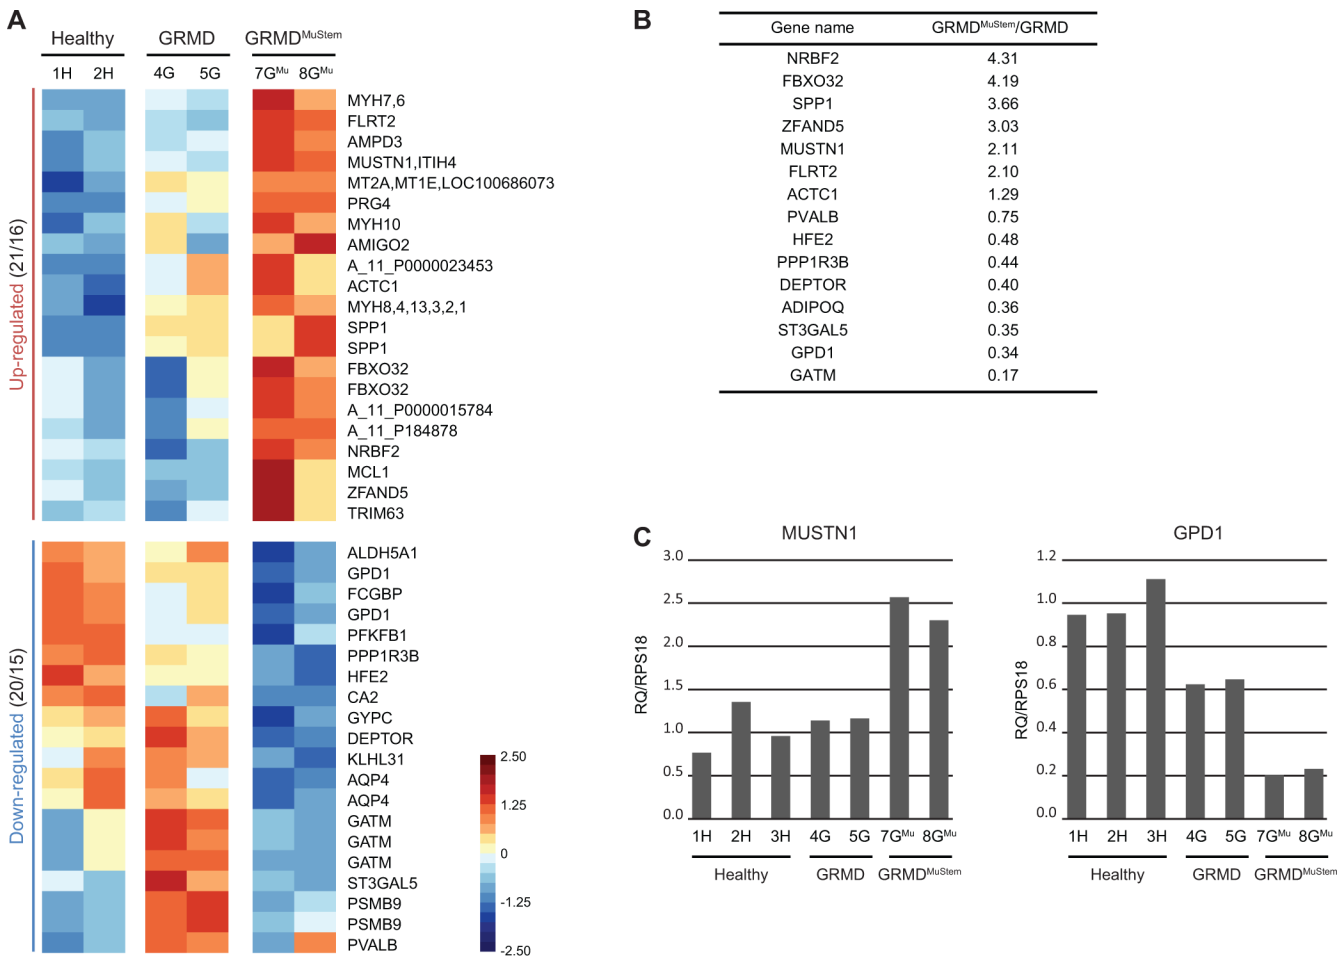 A
Healthy GRMD GRMDMuStem
1H 2H 4G 5G 7GMu 8GMu
Up-regulated (21/16)
MYH7,6
FLRT2
AMPD3
MUSTN1,ITIH4
MT2A,MT1E,LOC100686073
PRG4
MYH10
AMIGO2
A_11_P0000023453
ACTC1
MYH8,4,13,3,2,1
SPP1
SPP1
FBXO32
FBXO32
A_11_P0000015784
A_11_P184878
NRBF2
MCL1
ZFAND5
TRIM63
Down-regulated (20/15)
ALDH5A1
GPD1
FCGBP
GPD1
PFKFB1
PPP1R3B
HFE2
CA2
GYPC
DEPTOR
KLHL31
AQP4
AQP4
GATM
GATM
GATM
ST3GAL5
PSMB9
PSMB9
PVALB
2.50
1.25
0
-1.25
-2.50
B
Gene name GRMDMuStem/GRMD
NRBF2 4.31
FBXO32 4.19
SPP1 3.66
ZFAND5 3.03
MUSTN1 2.11
FLRT2 2.10
ACTC1 1.29
PVALB 0.75
HFE2 0.48
PPP1R3B 0.44
DEPTOR 0.40
ADIPOQ 0.36
ST3GAL5 0.35
GPD1 0.34
GATM 0.17
C
MUSTN1
RQ/RPS18
3.0
2.5
2.0
1.5
1.0
0.5
0.0
1H 2H 3H 4G 5G 7GMu 8GMu
Healthy GRMD GRMDMuStem
GPD1
RQ/RPS18
1.2
1.0
0.8
0.6
0.4
0.2
0.0
1H 2H 3H 4G 5G 7GMu 8GMu
Healthy GRMD GRMDMuStem